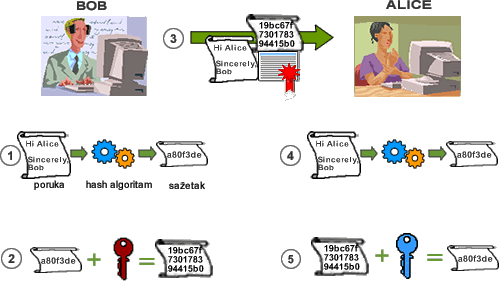 BOB
ALICE
3
Hi Alice
Sincerely,
Bob
19bc67f
7301783
94415b0
1
Hi Alice
Sincerely,
Bob
a80f3de
poruka
hash algoritam
sažetak
4
Hi Alice
Sincerely,
Bob
a80f3de
2
a80f3de
+
=
19bc67f
7301783
94415b0
5
19bc67f
7301783
94415b0
+
=
a80f3de